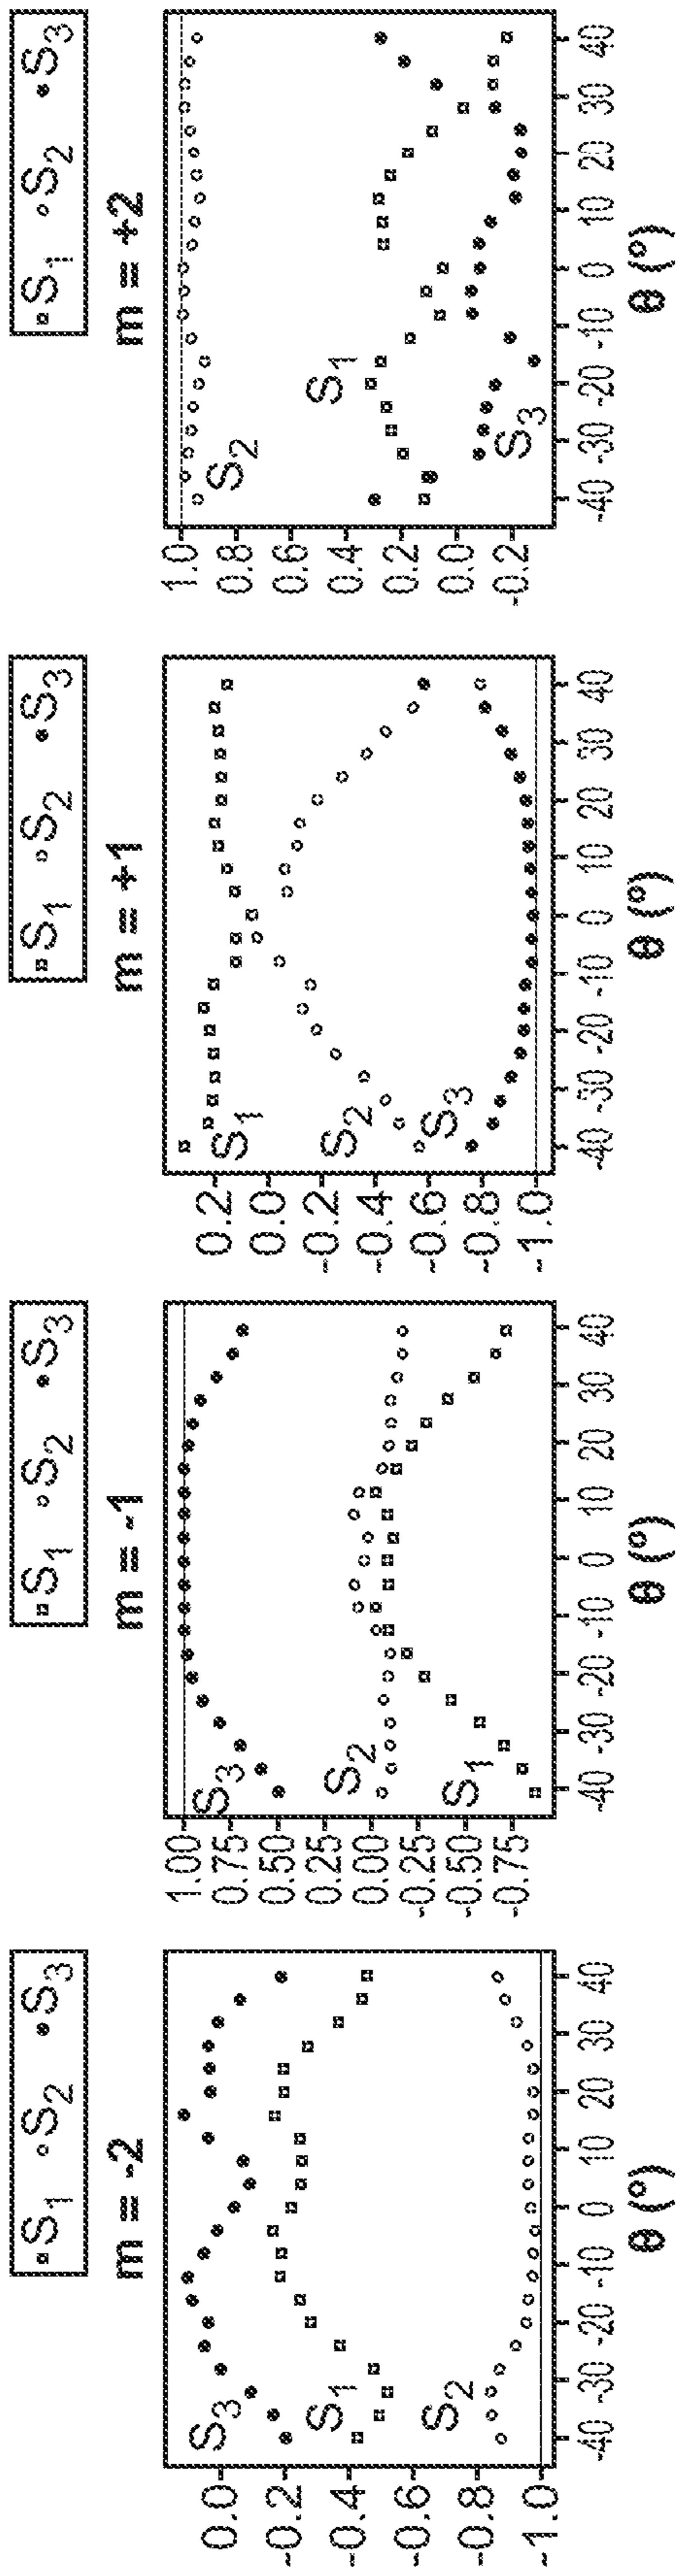 S1 S2 S3
m = -2
0.0
-0.2
-0.4
-0.6
-0.8
-1.0
S3
S1
S2
-40 -30 -20 -10 0 10 20 30 40
θ (°)
S1 S2 S3
m = -1
1.00
0.75
0.50
0.25
0.00
-0.25
-0.50
-0.75
S3
S2
S1
-40 -30 -20 -10 0 10 20 30 40
θ (°)
S1 S2 S3
m = +1
0.2
0.0
-0.2
-0.4
-0.6
-0.8
-1.0
S1
S2
S3
-40 -30 -20 -10 0 10 20 30 40
θ (°)
S1 S2 S3
m = +2
1.0
0.8
0.6
0.4
0.2
0.0
-0.2
S2
S1
S3
-40 -30 -20 -10 0 10 20 30 40
θ (°)